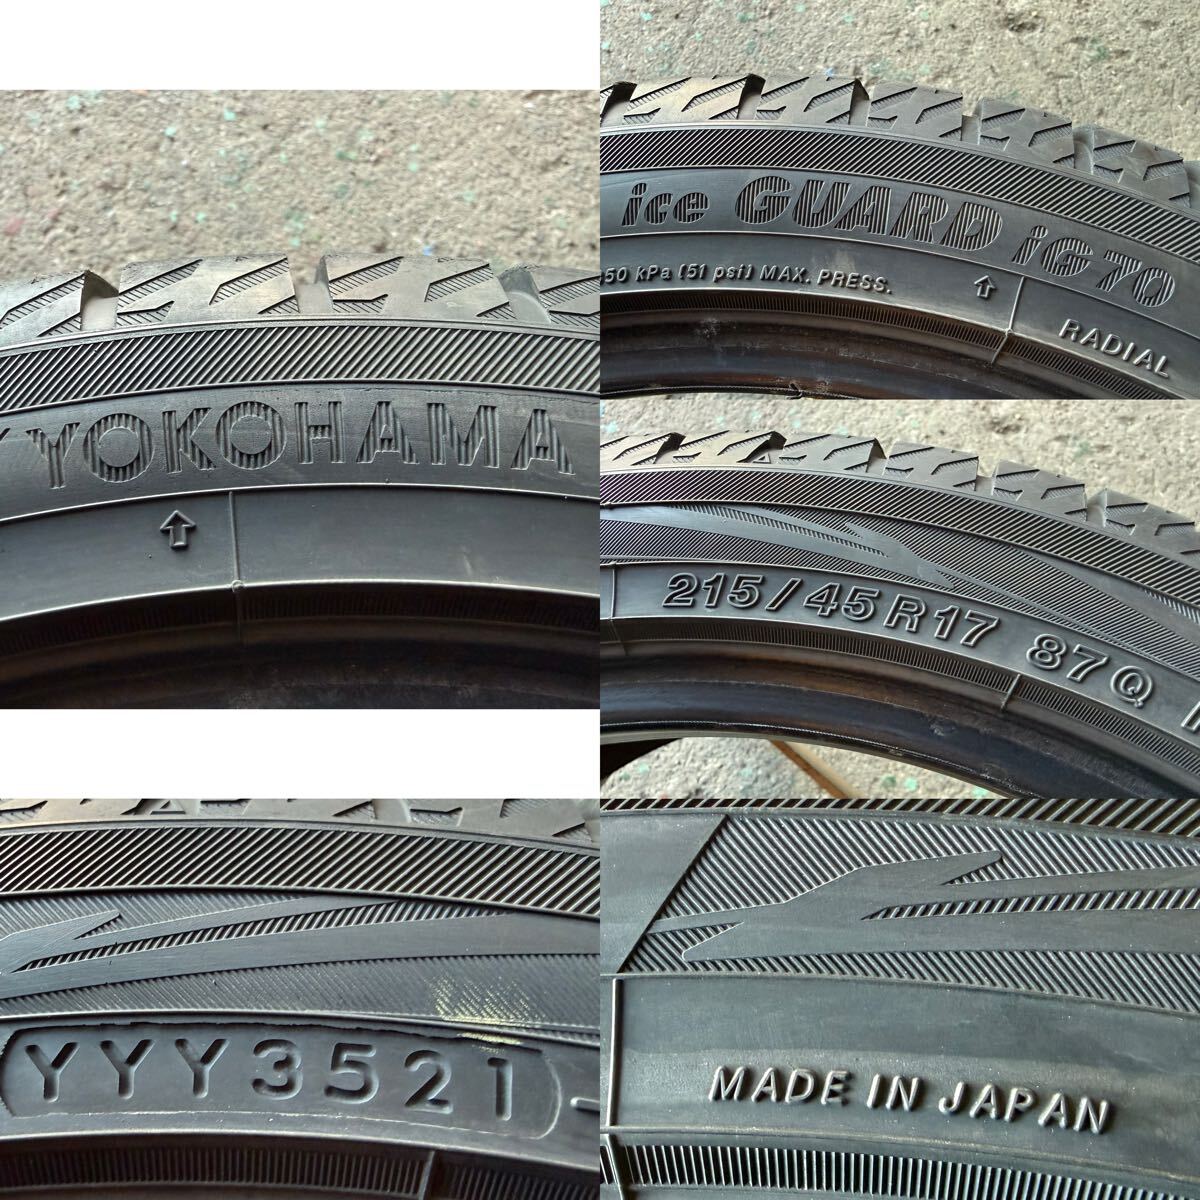 YOKOHAMA
ice GUARD iG70
50 kPa (51 psi) MAX. PRESS.
RADIAL
215/45R17 87Q
YYY3521
MADE IN JAPAN